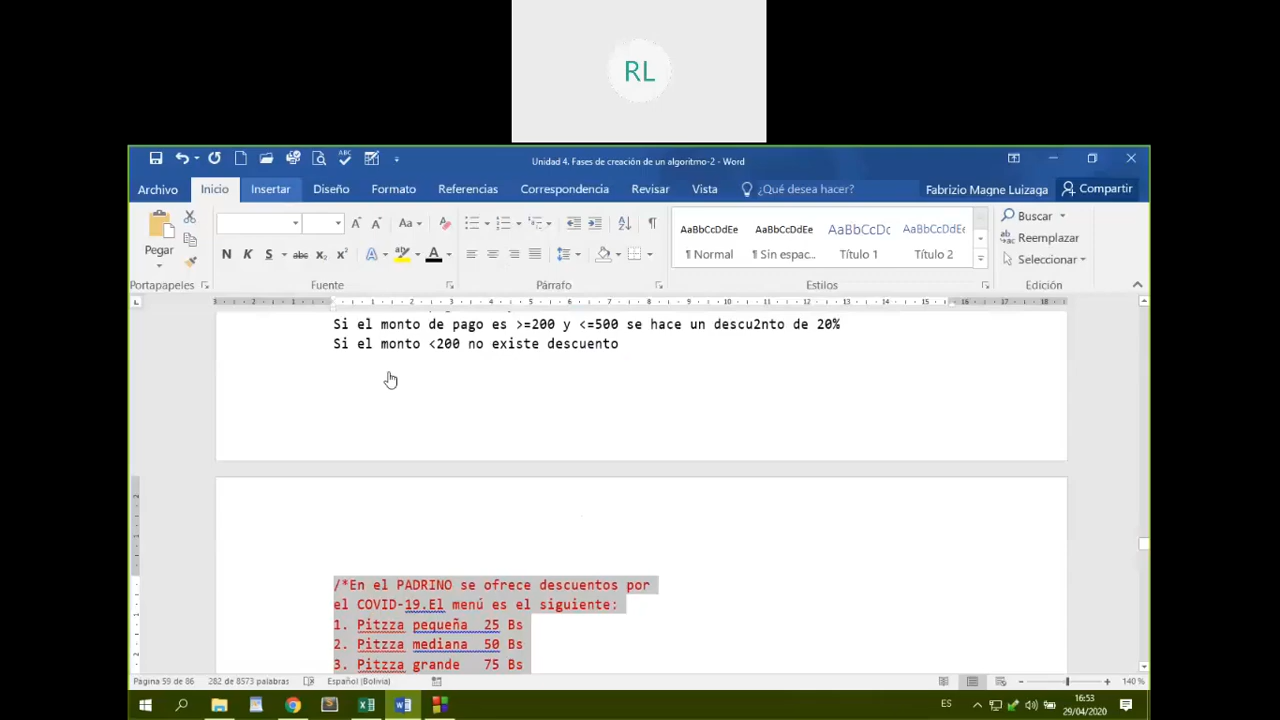 RL
Unidad 4. Fases de creación de un algoritmo-2 - Word
Archivo Inicio Insertar Diseño Formato Referencias Correspondencia Revisar Vista ¿Qué desea hacer? Fabrizio Magne Luizaga Compartir
Pegar
N K S abc x₂ x² A ab A
Aa
AaBbCcDdEe AaBbCcDdEe AaBbCcDc AaBbCcDdE
¶ Normal ¶ Sin espac... Título 1 Título 2
Buscar
Reemplazar
Seleccionar
Portapapeles Fuente Párrafo Estilos Edición
Si el monto de pago es >=200 y <=500 se hace un descu2nto de 20%
Si el monto <200 no existe descuento
/*En el PADRINO se ofrece descuentos por
el COVID-19.El menú es el siguiente:
1. Pitzza pequeña 25 Bs
2. Pitzza mediana 50 Bs
3. Pitzza grande 75 Bs
Página 59 de 86 282 de 8573 palabras Español (Bolivia) 140 %
ES 16:53
29/04/2020